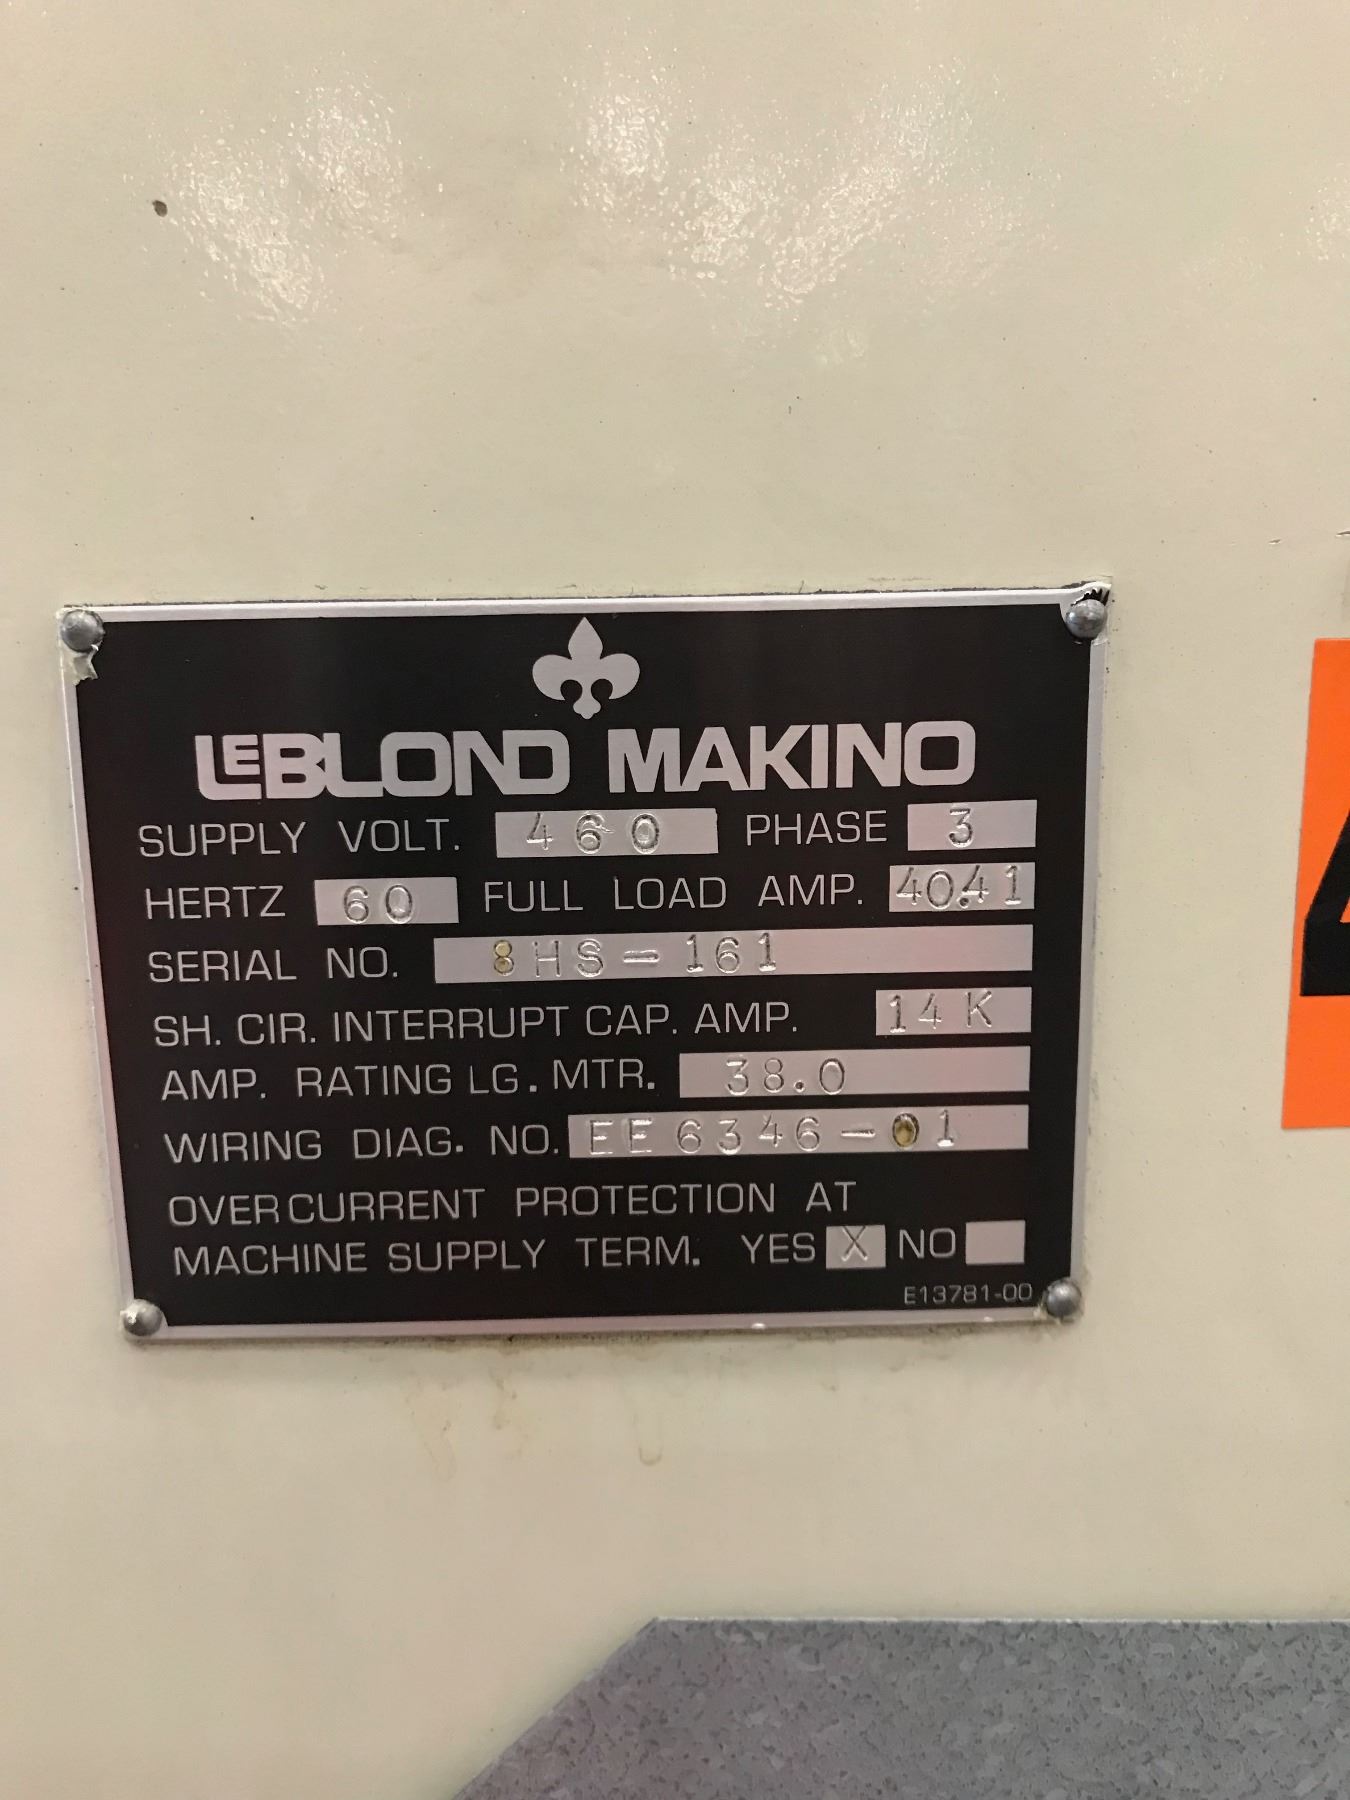 LEBLOND MAKINO
SUPPLY VOLT. 460 PHASE 3
HERTZ 60 FULL LOAD AMP. 40.41
SERIAL NO. 8HS-161
SH. CIR. INTERRUPT CAP. AMP. 14K
AMP. RATING LG. MTR. 38.0
WIRING DIAG. NO. EE6346-01
OVERCURRENT PROTECTION AT
MACHINE SUPPLY TERM. YES X NO
E13781-00